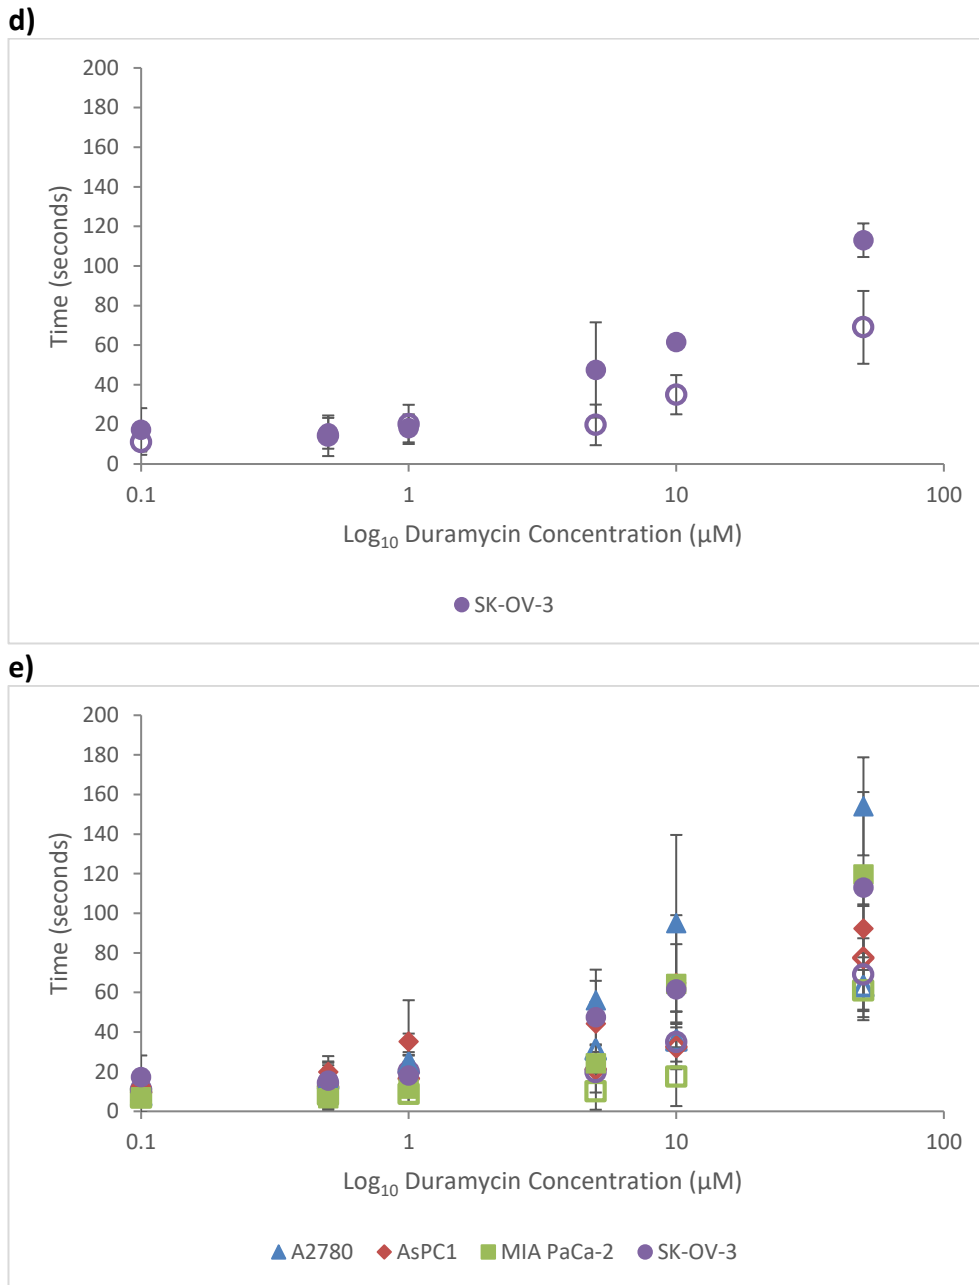 d)
200
180
160
140
120
100
80
60
40
20
0
Time (seconds)
0.1 1 10 100
Log₁₀ Duramycin Concentration (µM)
SK-OV-3
e)
200
180
160
140
120
100
80
60
40
20
0
Time (seconds)
0.1 1 10 100
Log₁₀ Duramycin Concentration (µM)
A2780 AsPC1 MIA PaCa-2 SK-OV-3